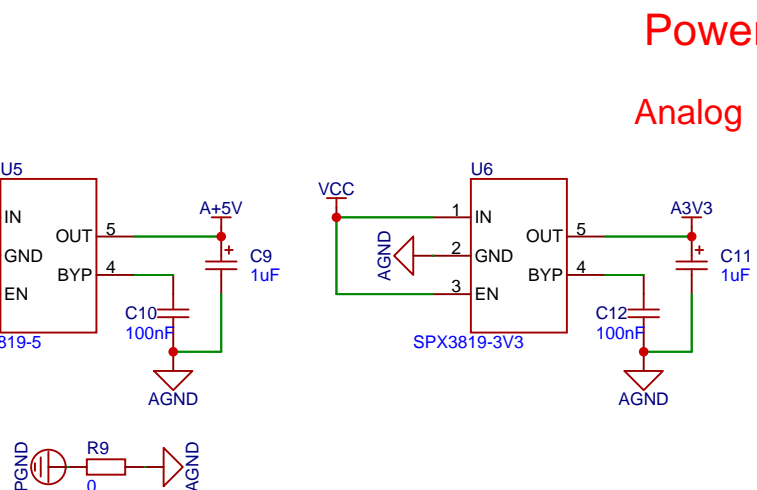 Power
Analog
U5
IN
GND
EN
OUT
5
BYP
4
819-5
A+5V
C9
1uF
C10
100nF
AGND
VCC
AGND
U6
1
IN
2
GND
3
EN
OUT
5
BYP
4
SPX3819-3V3
A3V3
C11
1uF
C12
100nF
AGND
PGND
R9
0
AGND